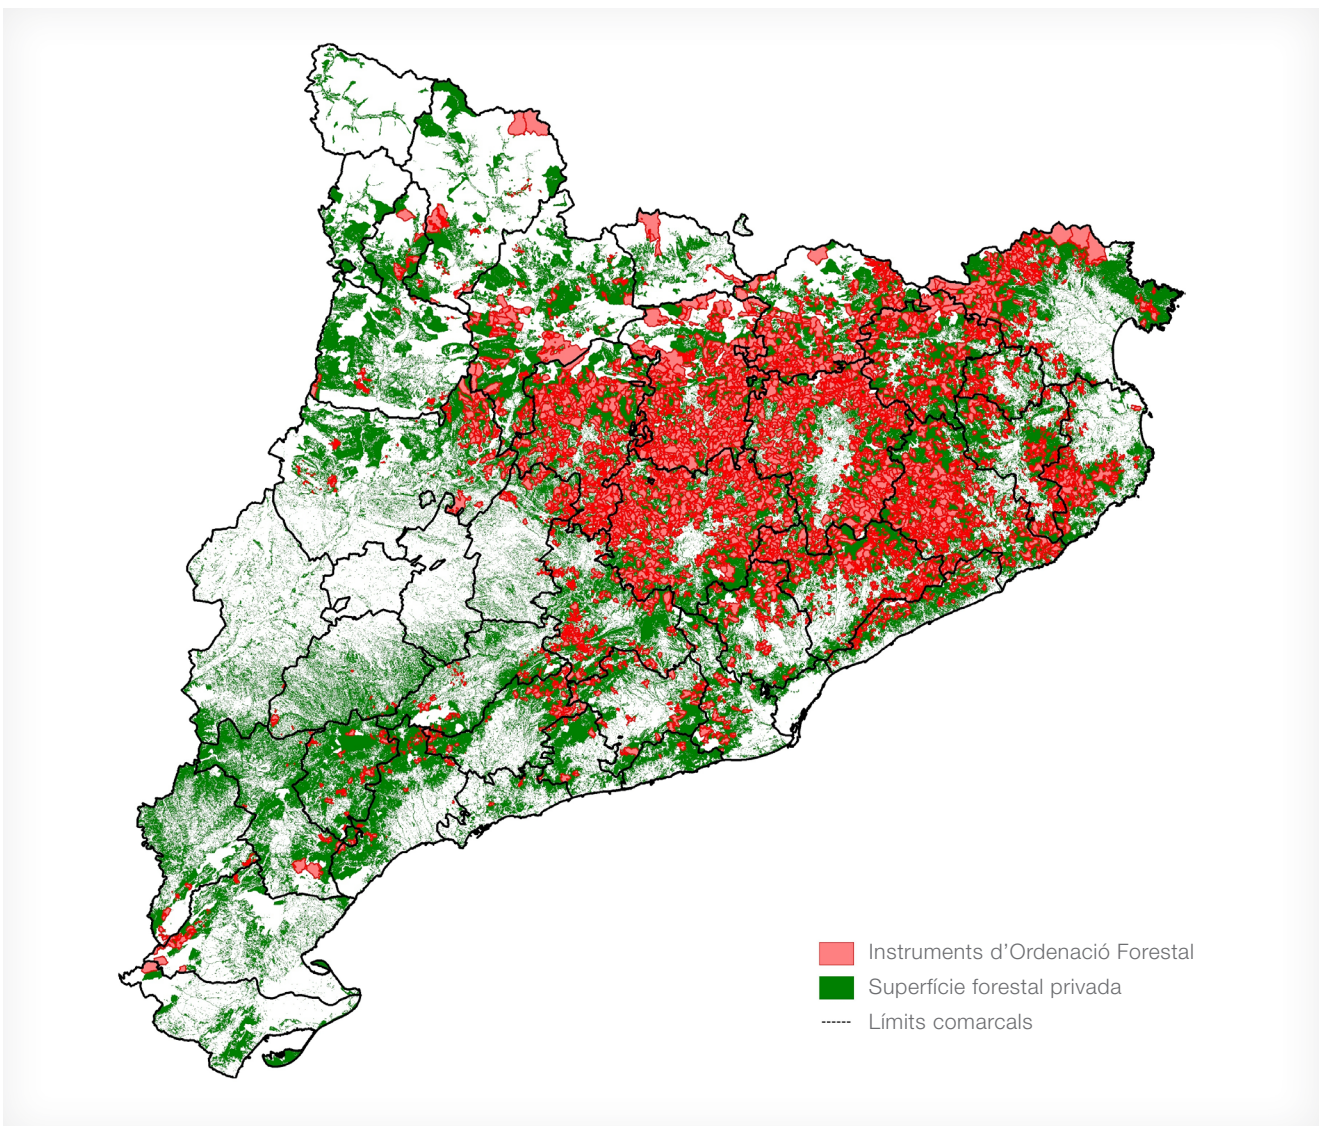 Instruments d'Ordenació Forestal
Superfície forestal privada
Límits comarcals